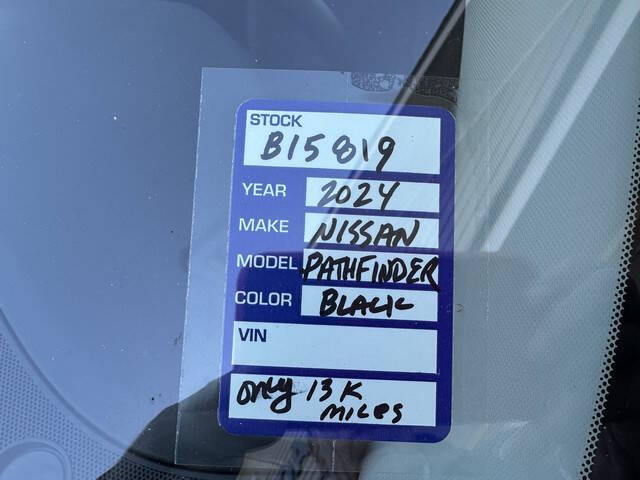 STOCK
B15819
YEAR 2024
MAKE NISSAN
MODEL PATHFINDER
COLOR BLACK
VIN
only 13K
MILES